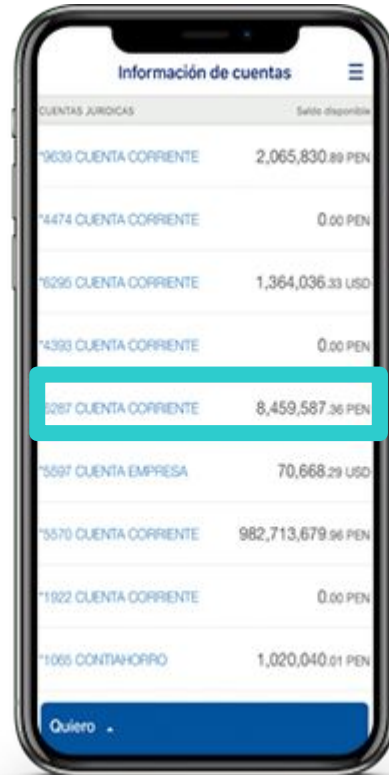 Información de cuentas
CUENTAS JURIDICAS Saldo disponible
*9639 CUENTA CORRIENTE 2,065,830.89 PEN
*4474 CUENTA CORRIENTE 0.00 PEN
*6295 CUENTA CORRIENTE 1,364,036.33 USD
*4393 CUENTA CORRIENTE 0.00 PEN
CUENTA CORRIENTE 8,459,587.36 PEN
*5597 CUENTA EMPRESA 70,668.29 USD
*5570 CUENTA CORRIENTE 982,713,679.96 PEN
*1922 CUENTA CORRIENTE 0.00 PEN
*1065 CONTIAHORRO 1,020,040.01 PEN
Quiero